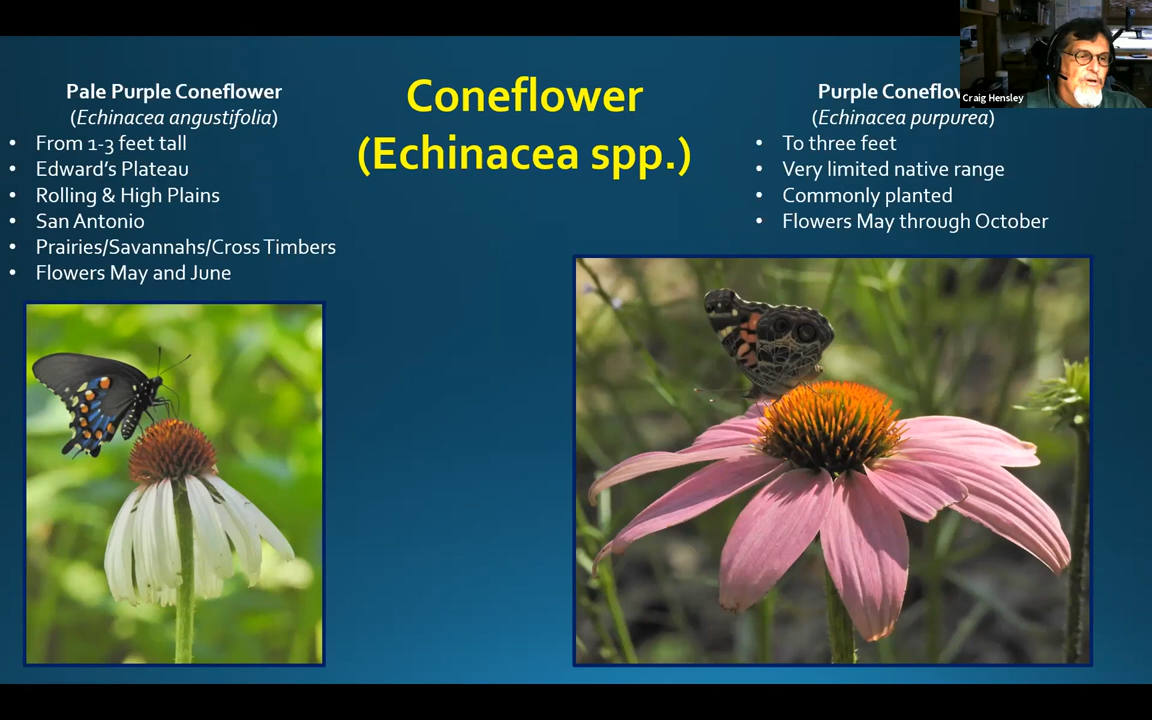 Pale Purple Coneflower
(Echinacea angustifolia)
• From 1-3 feet tall
• Edward's Plateau
• Rolling & High Plains
• San Antonio
• Prairies/Savannahs/Cross Timbers
• Flowers May and June
Coneflower
(Echinacea spp.)
Purple Coneflow
(Echinacea purpurea)
• To three feet
• Very limited native range
• Commonly planted
• Flowers May through October
Craig Hensley